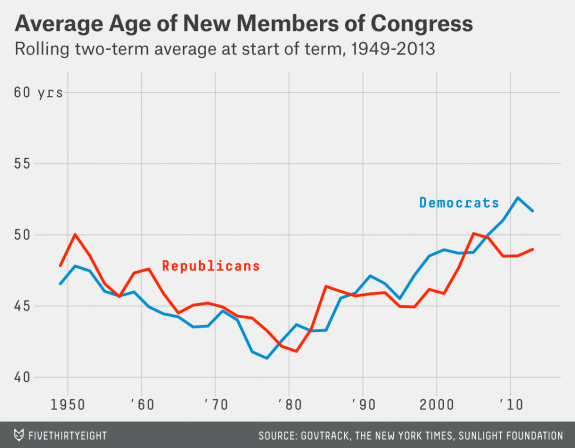 Average Age of New Members of Congress
Rolling two-term average at start of term, 1949-2013
60 yrs
55
Democrats
50
Republicans
45
40
1950 '60 '70 '80 '90 2000 '10
FIVETHIRTYEIGHT SOURCE: GOVTRACK, THE NEW YORK TIMES, SUNLIGHT FOUNDATION